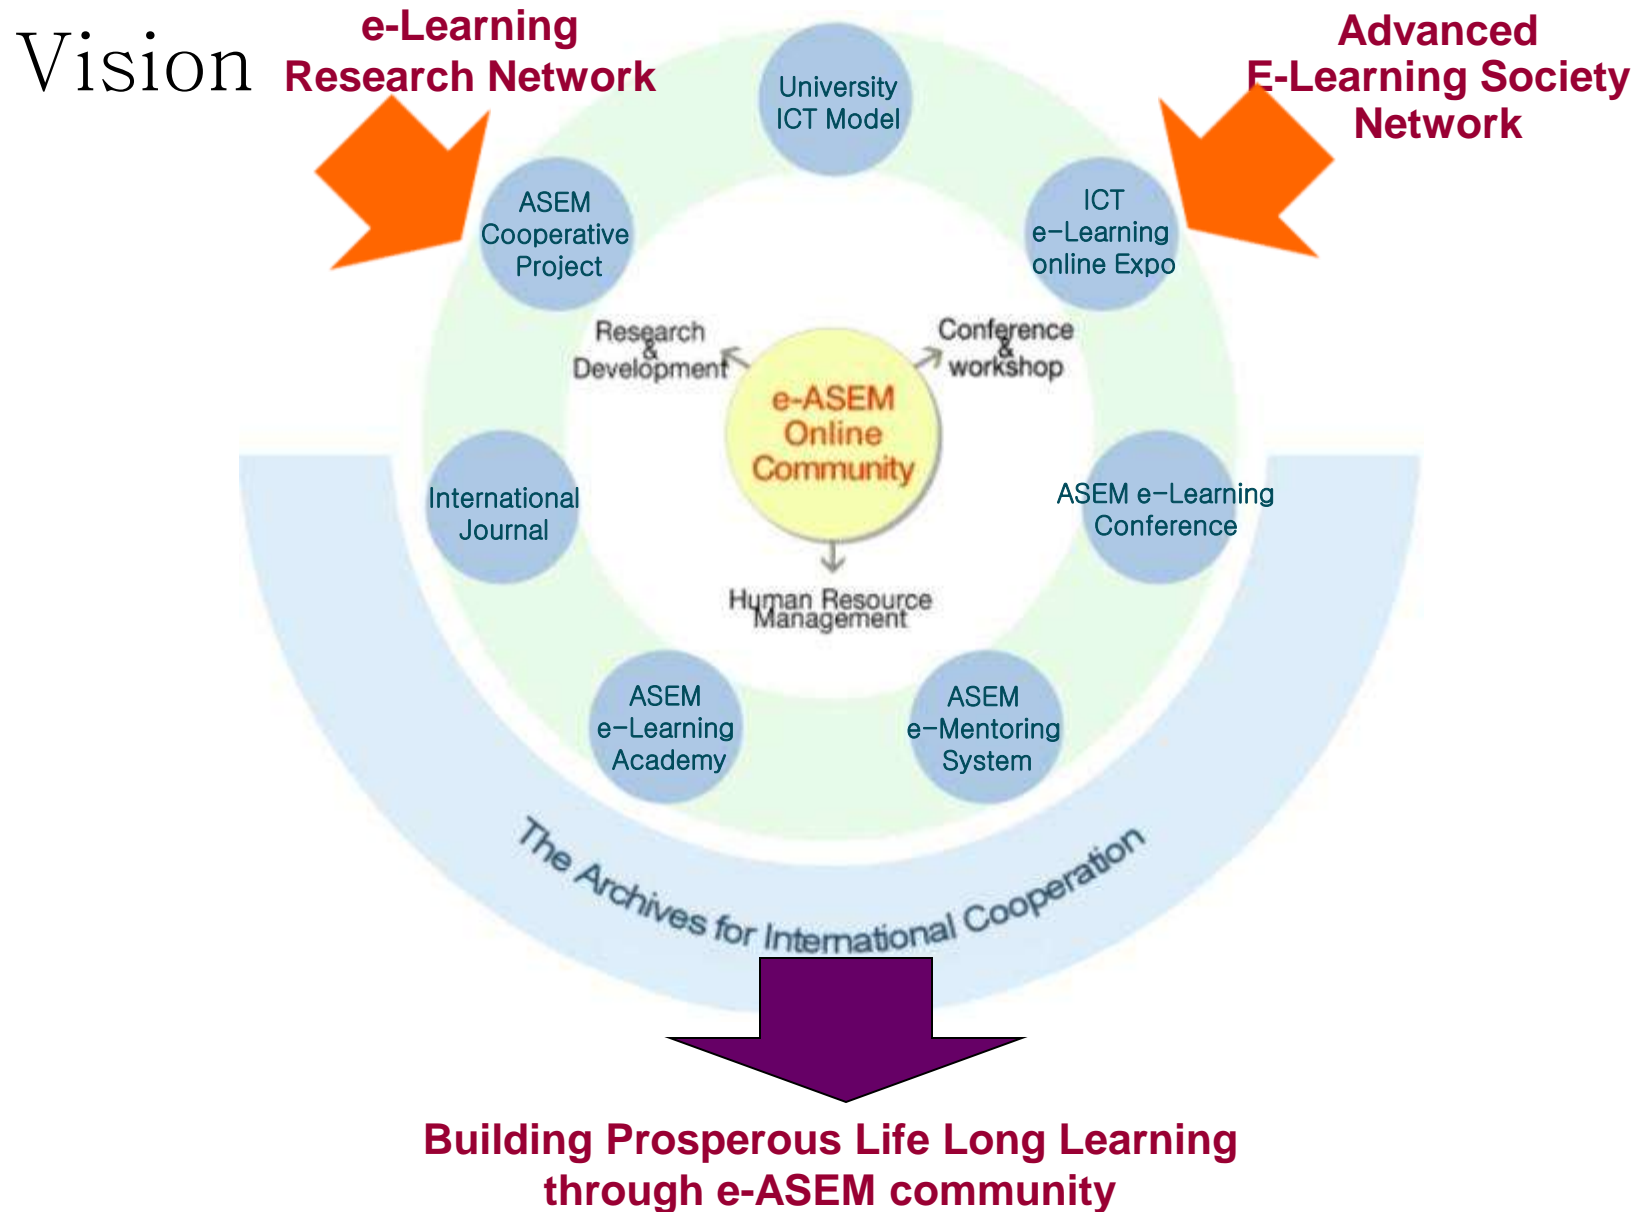 Vision
e-Learning
Research Network
Advanced
E-Learning Society
Network
University
ICT Model
ASEM
Cooperative
Project
ICT
e-Learning
online Expo
Research
&
Development
Conference
&
workshop
e-ASEM
Online
Community
International
Journal
ASEM e-Learning
Conference
Human Resource
Management
ASEM
e-Learning
Academy
ASEM
e-Mentoring
System
The Archives for International Cooperation
Building Prosperous Life Long Learning
through e-ASEM community